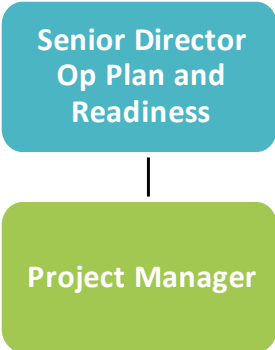 Senior Director
Op Plan and
Readiness
Project Manager